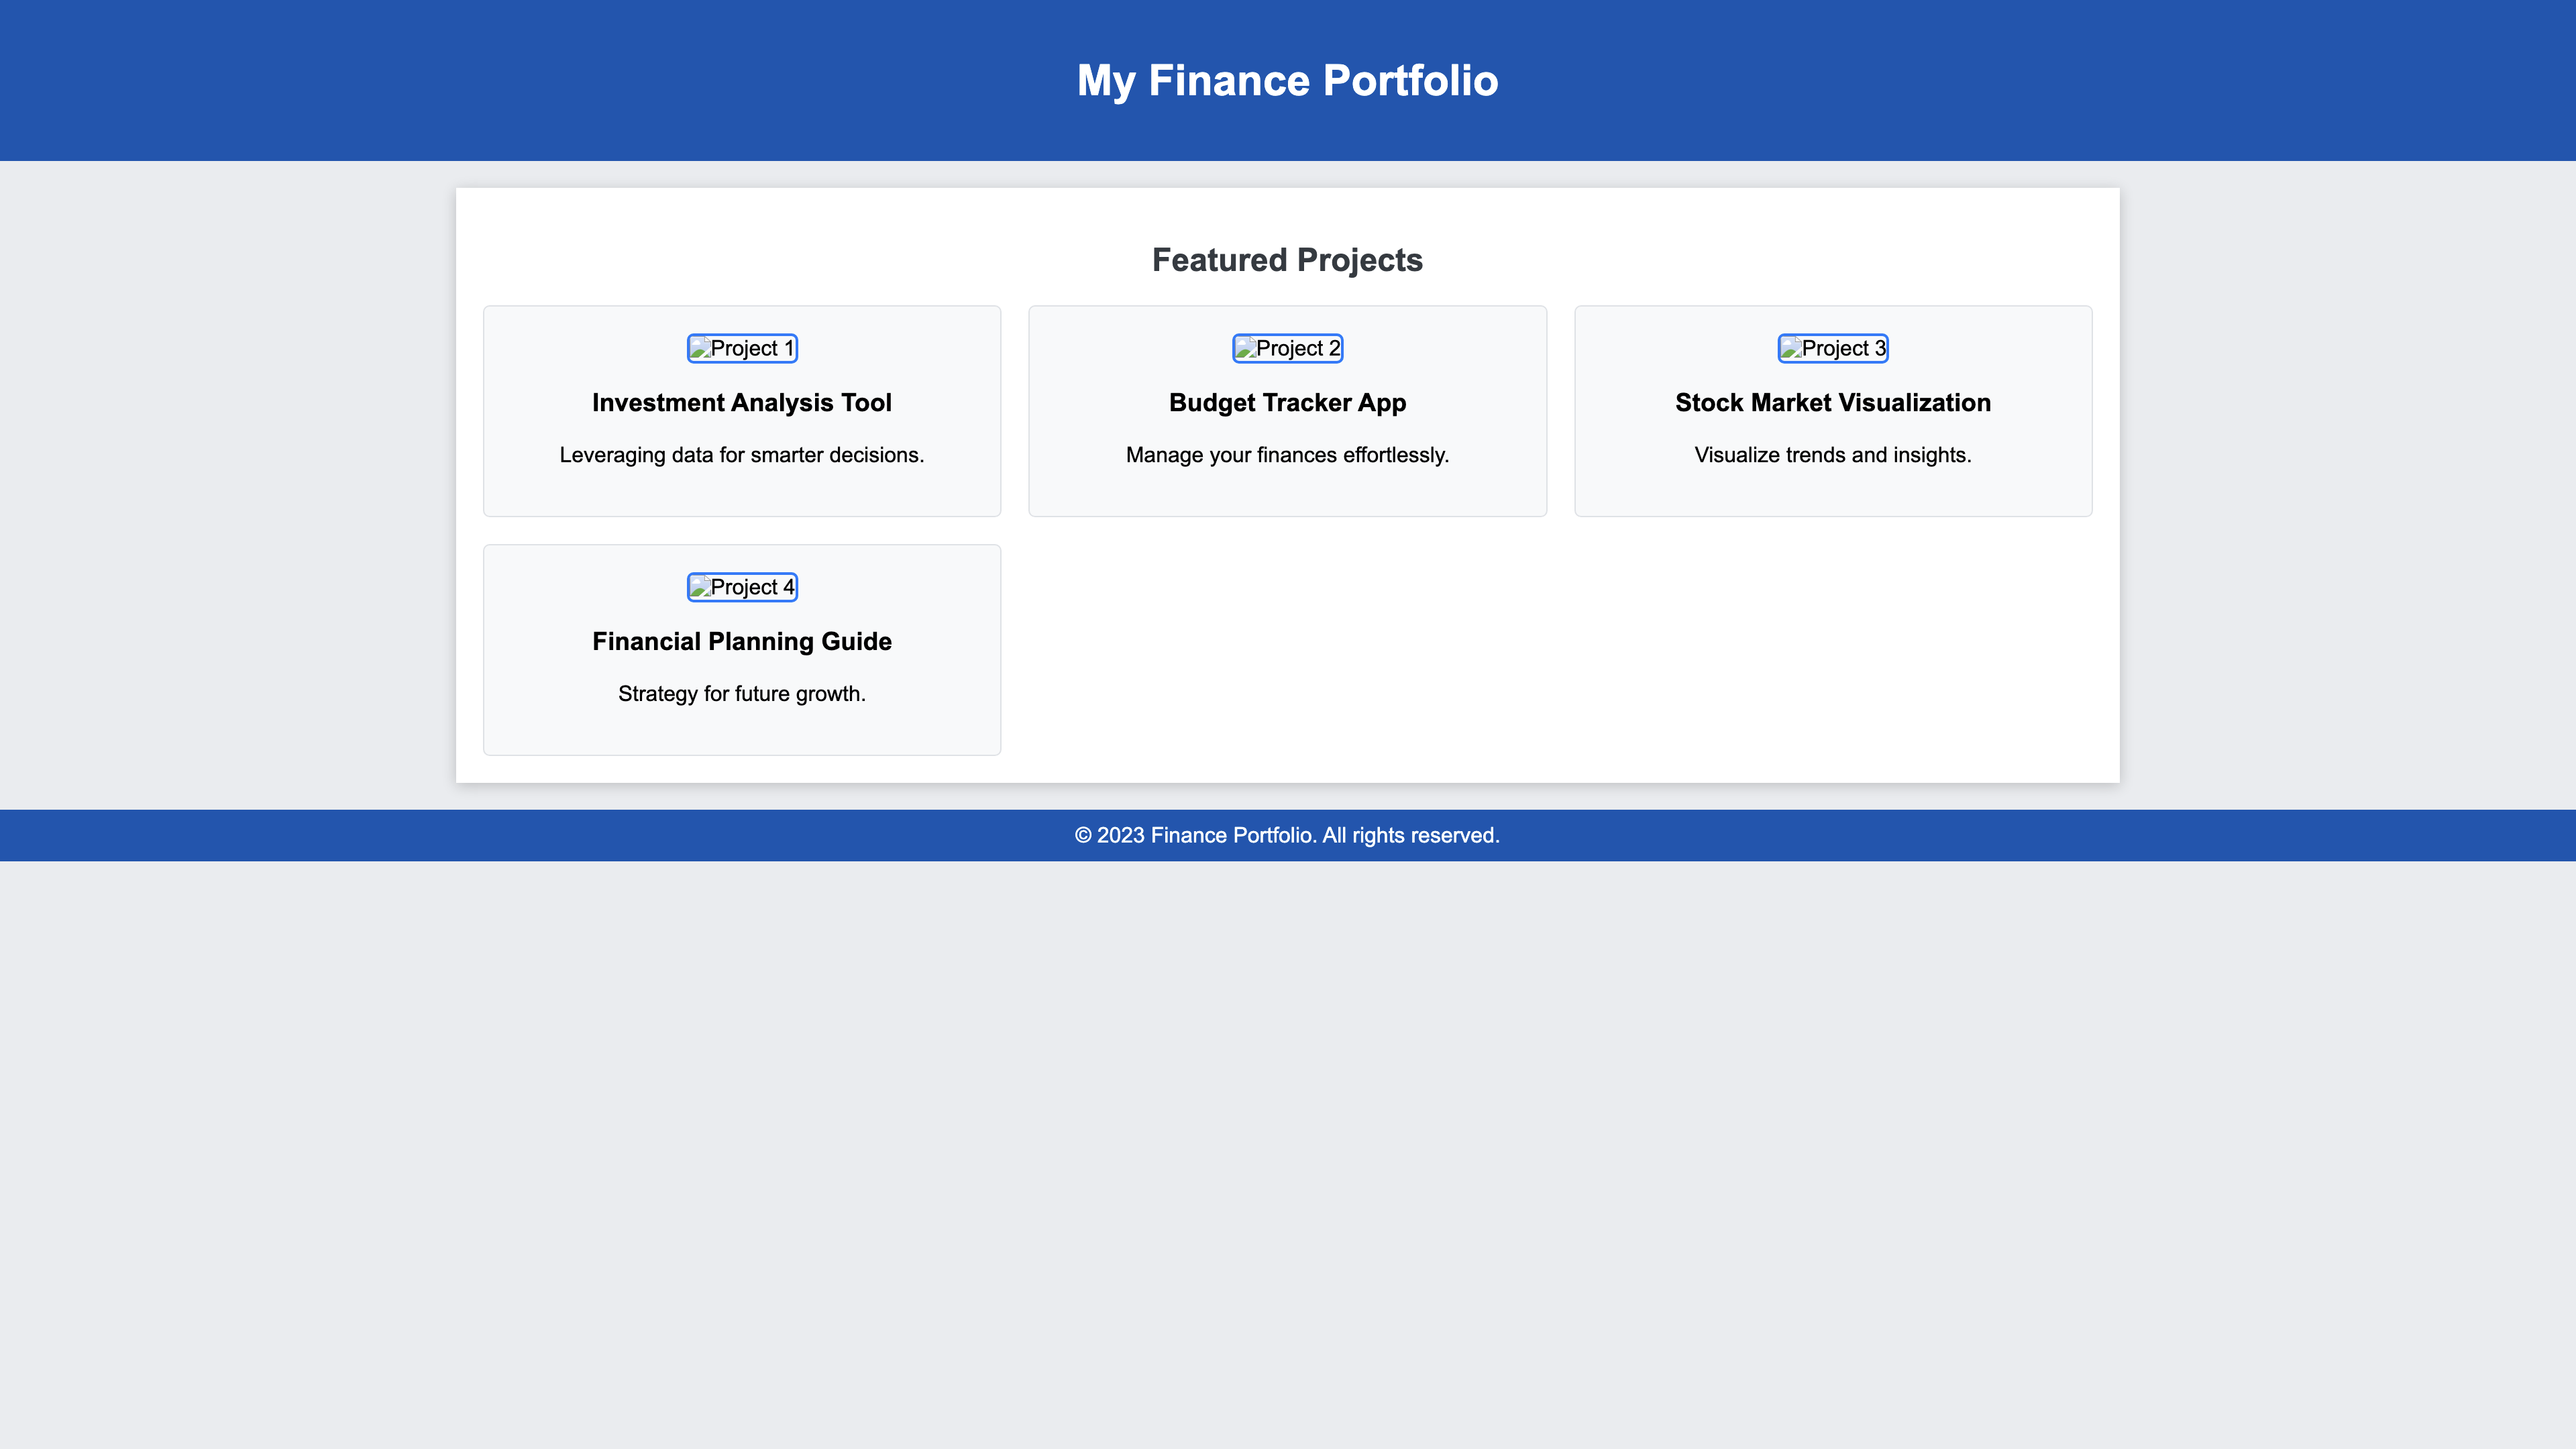 My Finance Portfolio
Featured Projects
Project 1
Investment Analysis Tool
Leveraging data for smarter decisions.
Project 2
Budget Tracker App
Manage your finances effortlessly.
Project 3
Stock Market Visualization
Visualize trends and insights.
Project 4
Financial Planning Guide
Strategy for future growth.
© 2023 Finance Portfolio. All rights reserved.